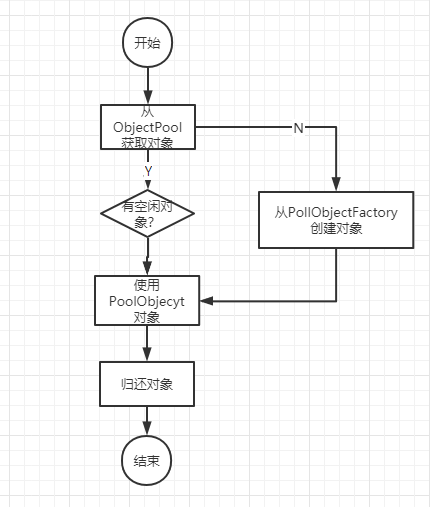 开始
从
ObjectPool
获取对象
N
Y
有空闲对
象?
从PollObjectFactory
创建对象
使用
PoolObjecyt
对象
归还对象
结束